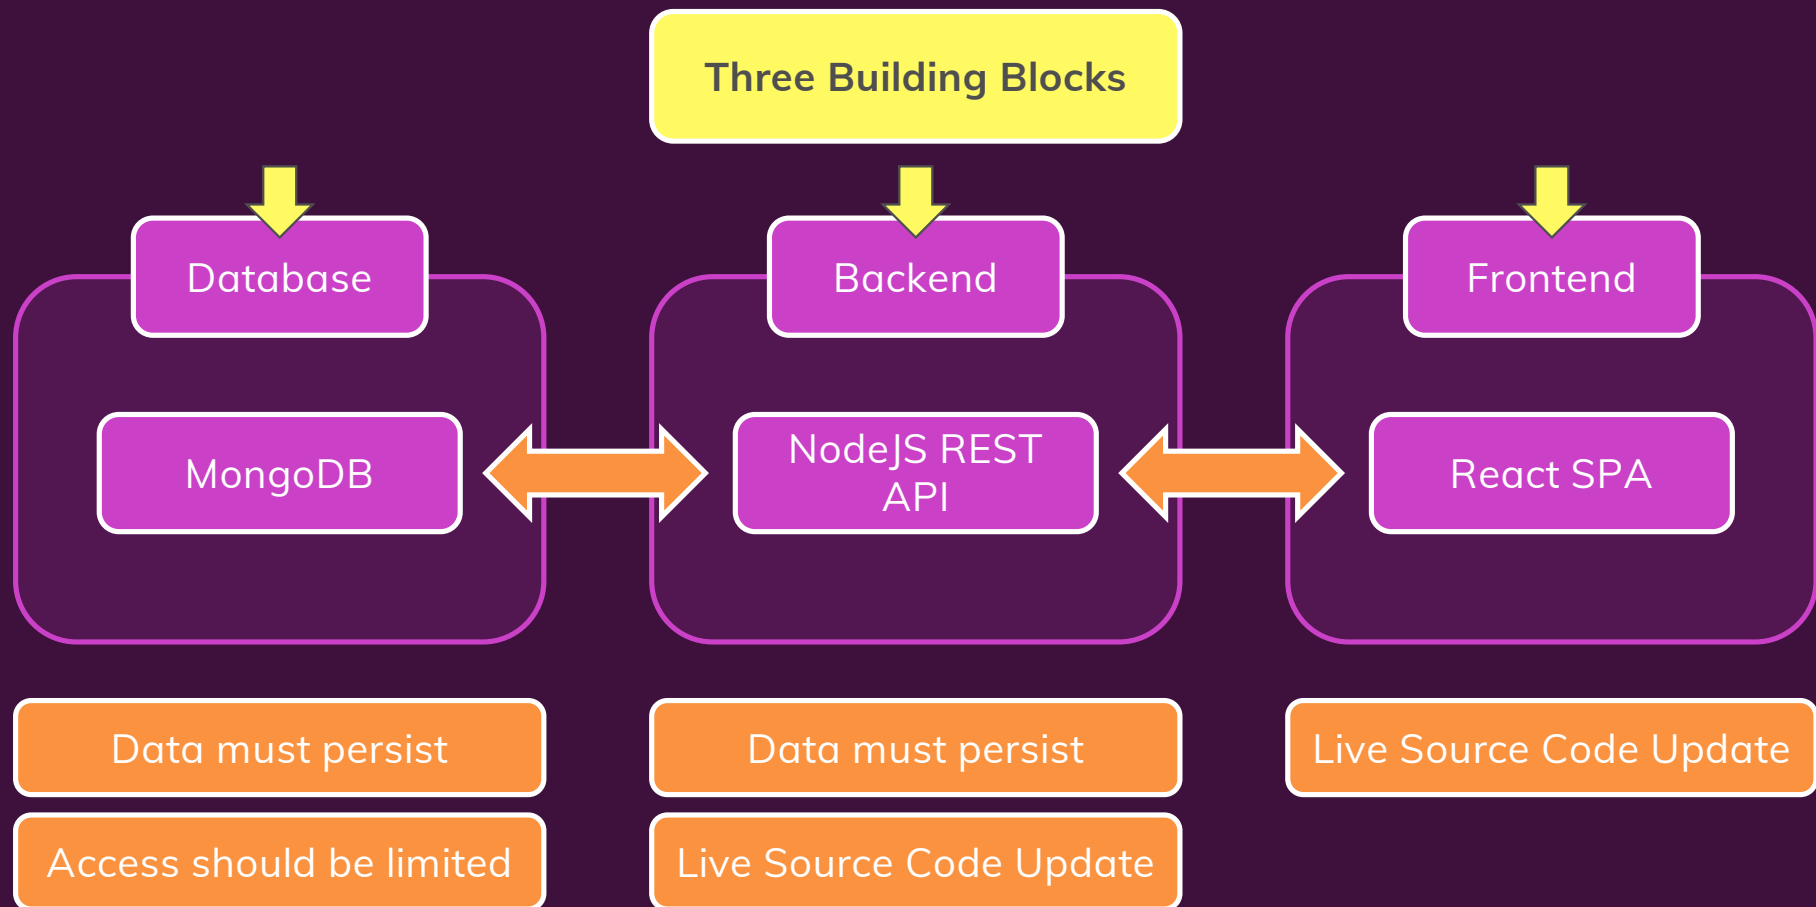 Three Building Blocks
Database
Backend
Frontend
MongoDB
NodeJS REST
API
React SPA
Data must persist
Data must persist
Live Source Code Update
Access should be limited
Live Source Code Update